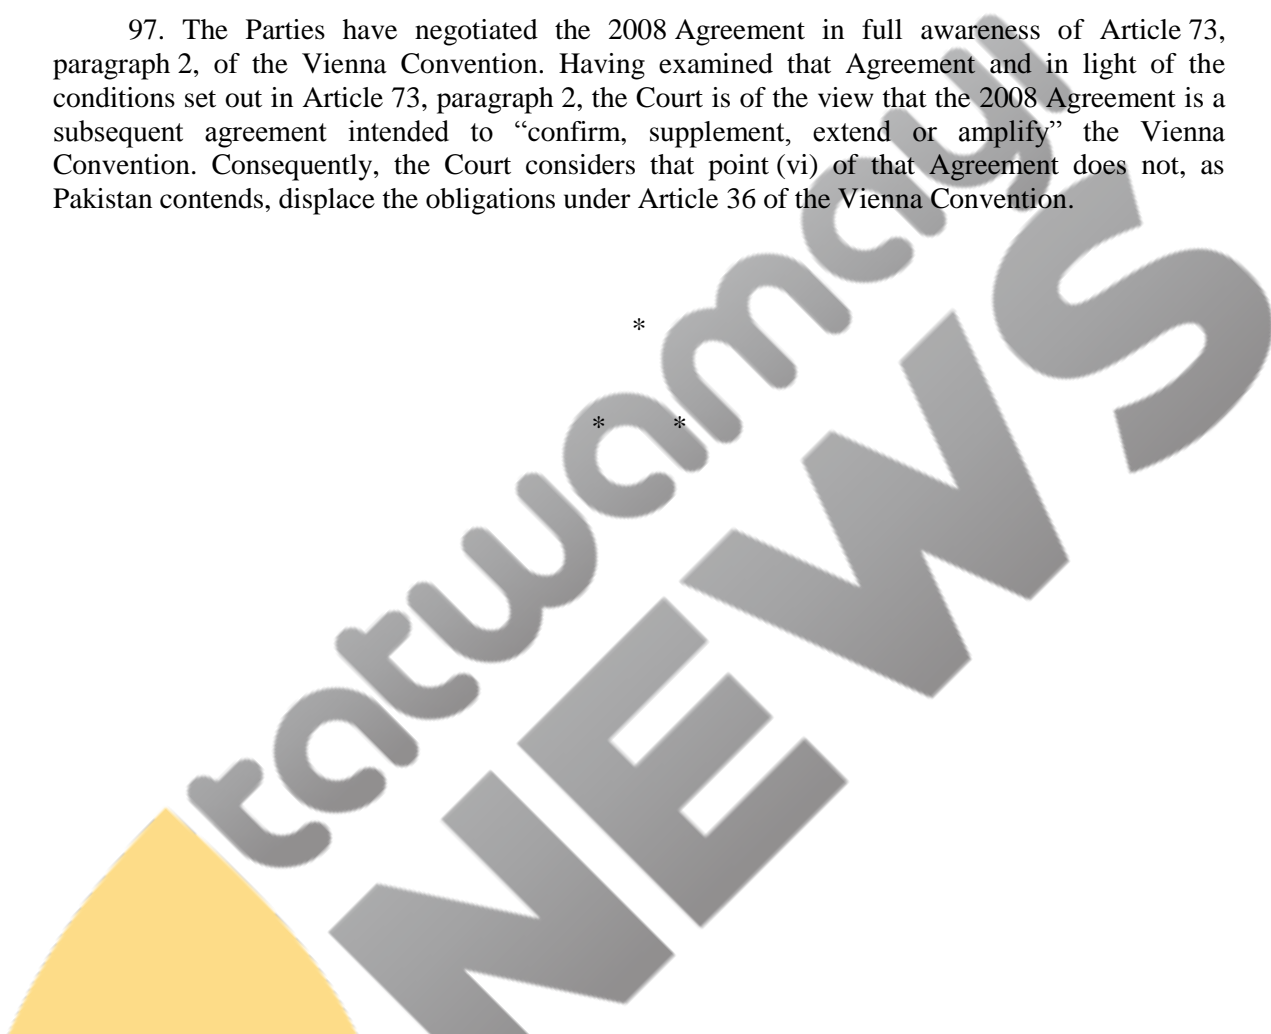 97. The Parties have negotiated the 2008 Agreement in full awareness of Article 73,
paragraph 2, of the Vienna Convention. Having examined that Agreement and in light of the
conditions set out in Article 73, paragraph 2, the Court is of the view that the 2008 Agreement is a
subsequent agreement intended to “confirm, supplement, extend or amplify” the Vienna
Convention. Consequently, the Court considers that point (vi) of that Agreement does not, as
Pakistan contends, displace the obligations under Article 36 of the Vienna Convention.
*
* *
tatwamayi
NEWS